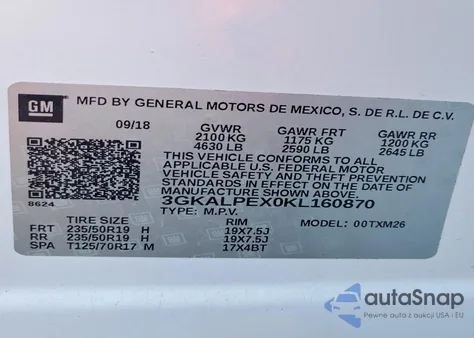 GM
MFD BY GENERAL MOTORS DE MEXICO, S. DE R.L. DE C.V.
09/18 GVWR GAWR FRT GAWR RR
2100 KG 1175 KG 1200 KG
4630 LB 2590 LB 2645 LB
THIS VEHICLE CONFORMS TO ALL
APPLICABLE U.S. FEDERAL MOTOR
VEHICLE SAFETY AND THEFT PREVENTION
STANDARDS IN EFFECT ON THE DATE OF
MANUFACTURE SHOWN ABOVE
8624
3GKALPEX0KL160870
TYPE: M.P.V. MODEL: 00TXM26
TIRE SIZE RIM
FRT 235/50R19 H 19X7.5J
RR 235/50R19 H 19X7.5J
SPA T125/70R17 M 17X4BT
autoSnap
Pewne auta z aukcji USA i EU